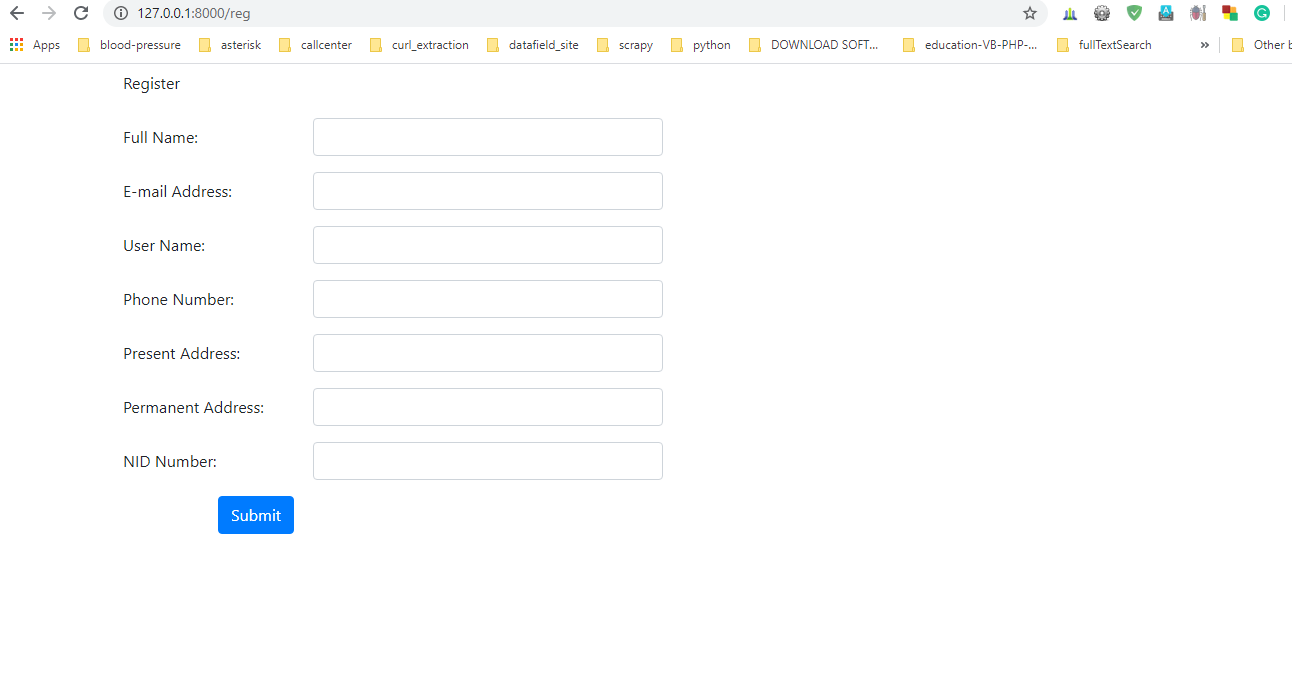 127.0.0.1:8000/reg
Apps blood-pressure asterisk callcenter curl_extraction datafield_site scrapy python DOWNLOAD SOFT... education-VB-PHP-... fullTextSearch » Other b
Register
Full Name:
E-mail Address:
User Name:
Phone Number:
Present Address:
Permanent Address:
NID Number:
Submit